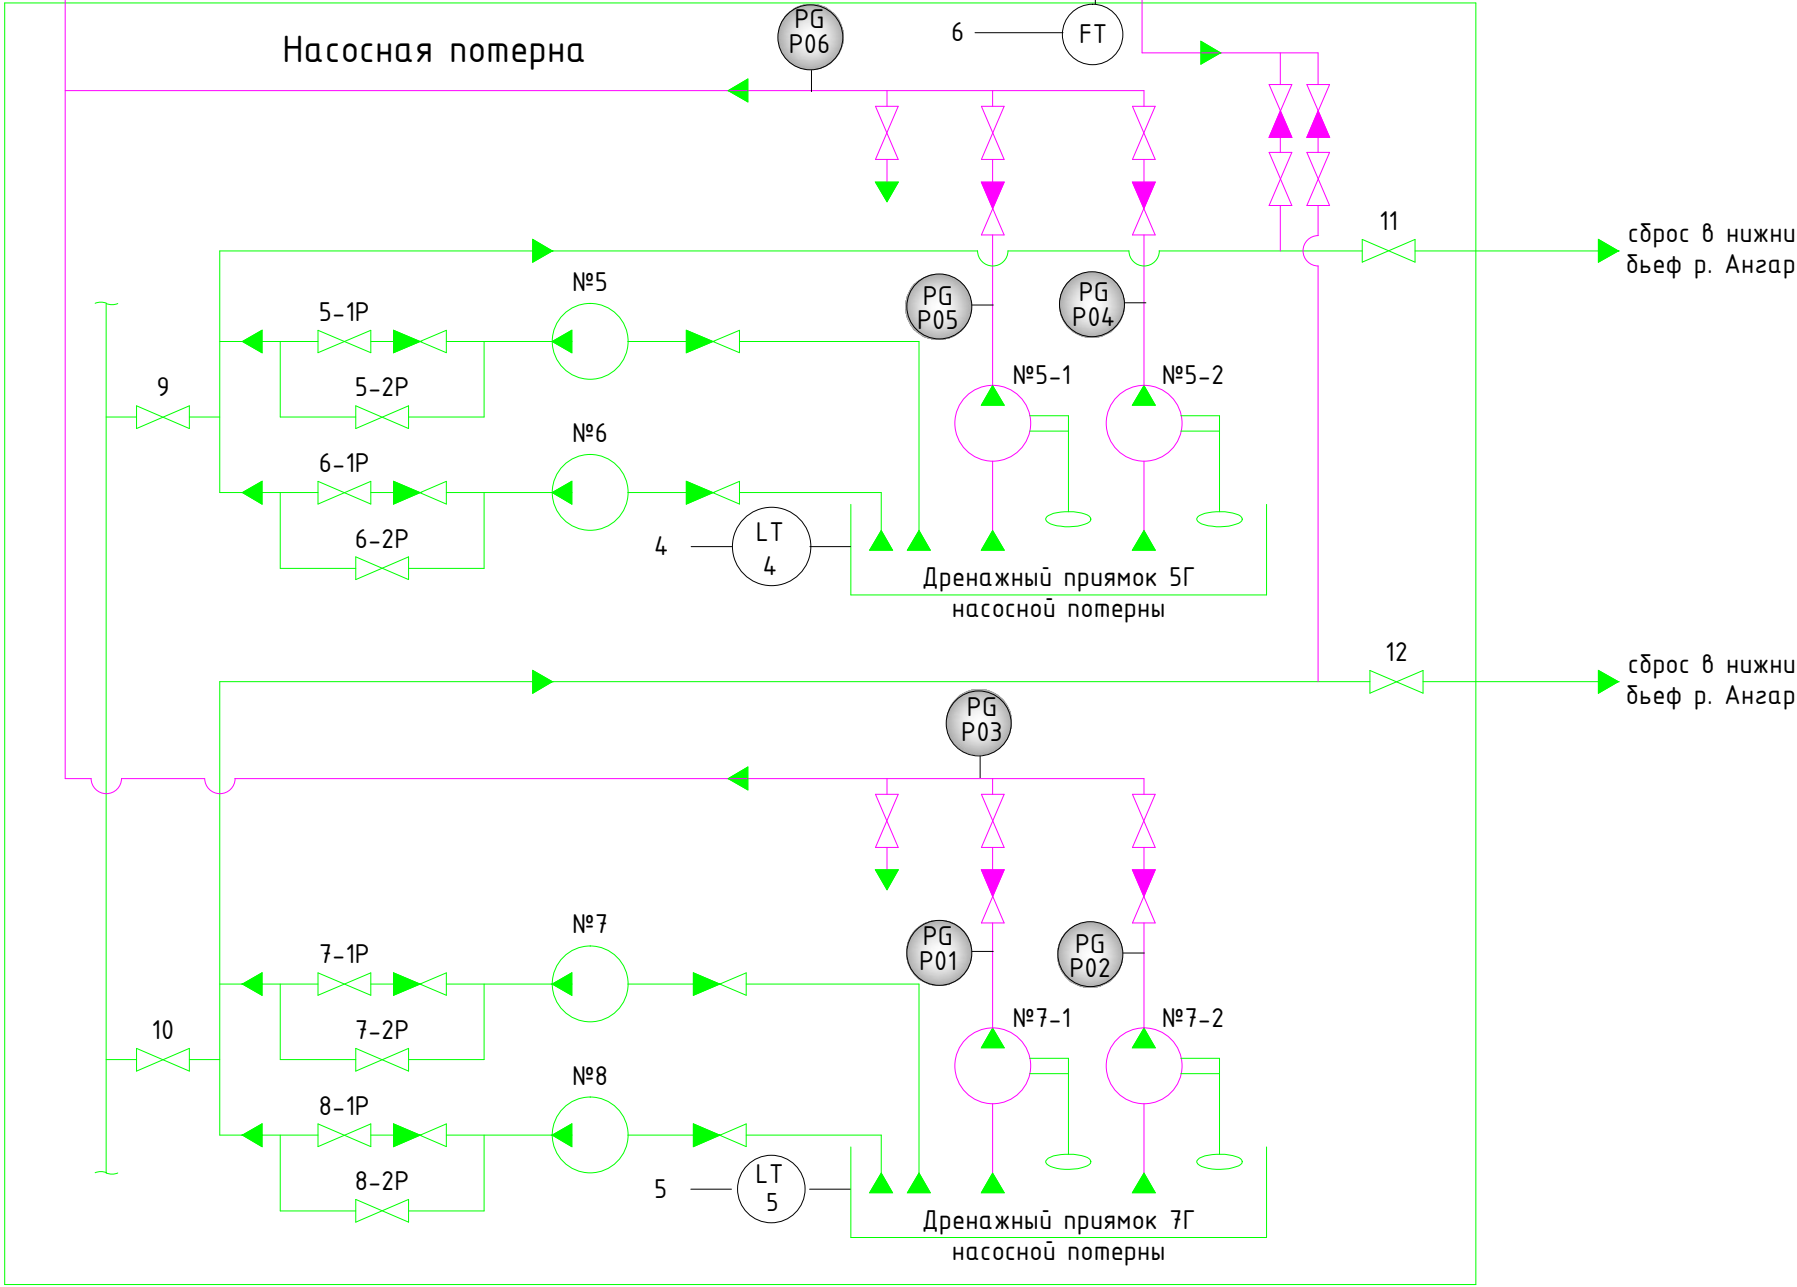 PG
P06
6
FT
Насосная потерна
11
сброс в нижни
бьеф р. Ангар
№5
PG
P05
PG
P04
5-1Р
№5-1
№5-2
9
5-2Р
№6
6-1Р
4
LT
4
6-2Р
Дренажный приямок 5Г
насосной потерны
12
сброс в нижни
бьеф р. Ангар
PG
P03
№7
PG
P01
PG
P02
7-1Р
№7-1
№7-2
10
7-2Р
№8
8-1Р
5
LT
5
8-2Р
Дренажный приямок 7Г
насосной потерны